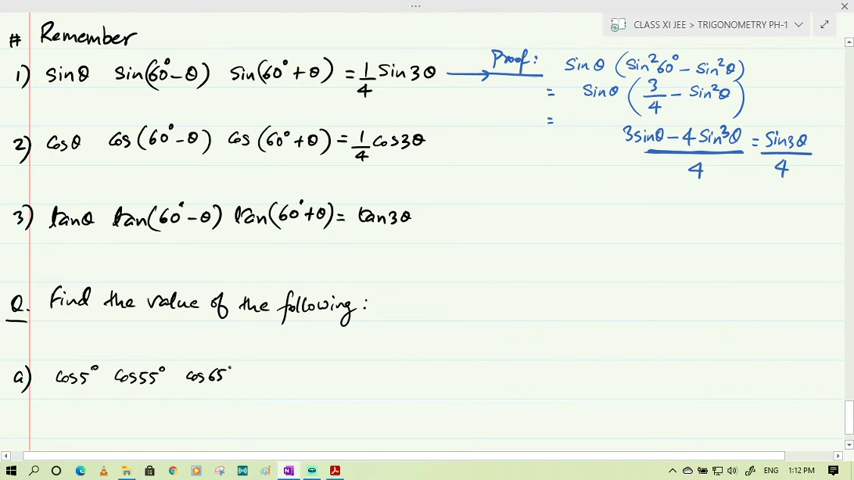 CLASS XI JEE > TRIGONOMETRY PH-1
# Remember
1) sinθ sin(60°-θ) sin(60°+θ) = 1/4 Sin3θ
Proof: Sinθ (Sin²60° - Sin²θ)
= Sinθ (3/4 - Sin²θ)
= 3sinθ - 4 Sin³θ / 4 = Sin3θ / 4
2) Cosθ Cos(60°-θ) Cos(60°+θ) = 1/4 Cos3θ
3) tanθ tan(60°-θ) tan(60°+θ) = tan3θ
Q. Find the value of the following:
a) Cos5° Cos55° Cos65°
ENG 1:12 PM